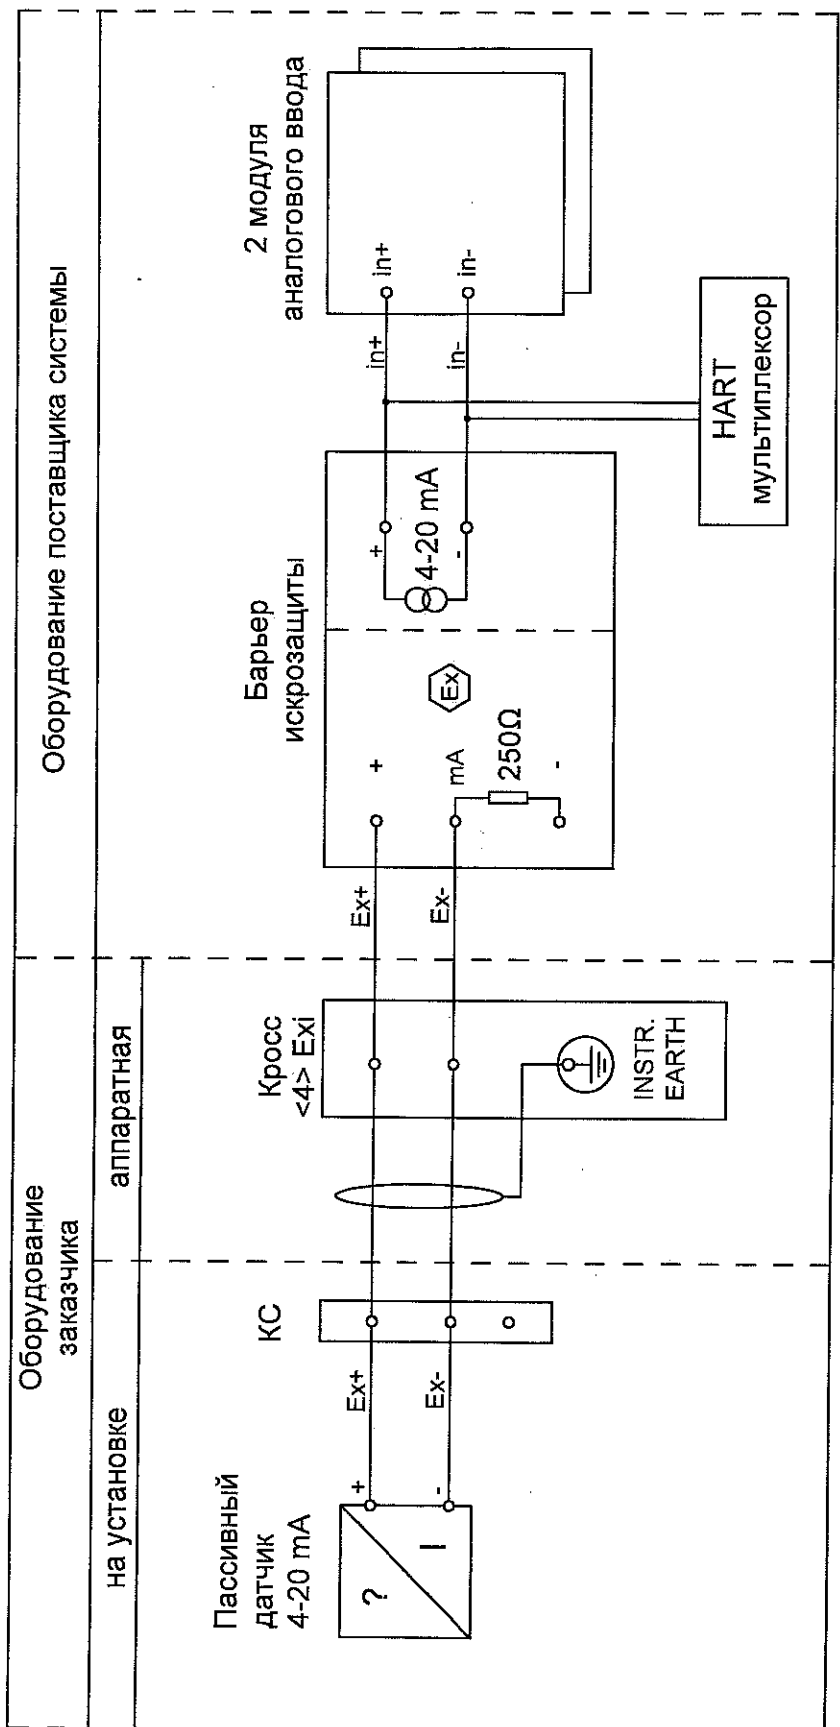 Оборудование
заказчика
Оборудование поставщика системы
на установке
аппаратная
Пассивный
датчик
4-20 mA
?
I
+
-
Ex+
Ex-
КС
Кросс
<4> Exi
INSTR.
EARTH
Ex+
Ex-
Барьер
искрозащиты
+
mA
250Ω
-
Ex
+
4-20 mA
-
in+
in-
2 модуля
аналогового ввода
in+
in-
HART
мультиплексор